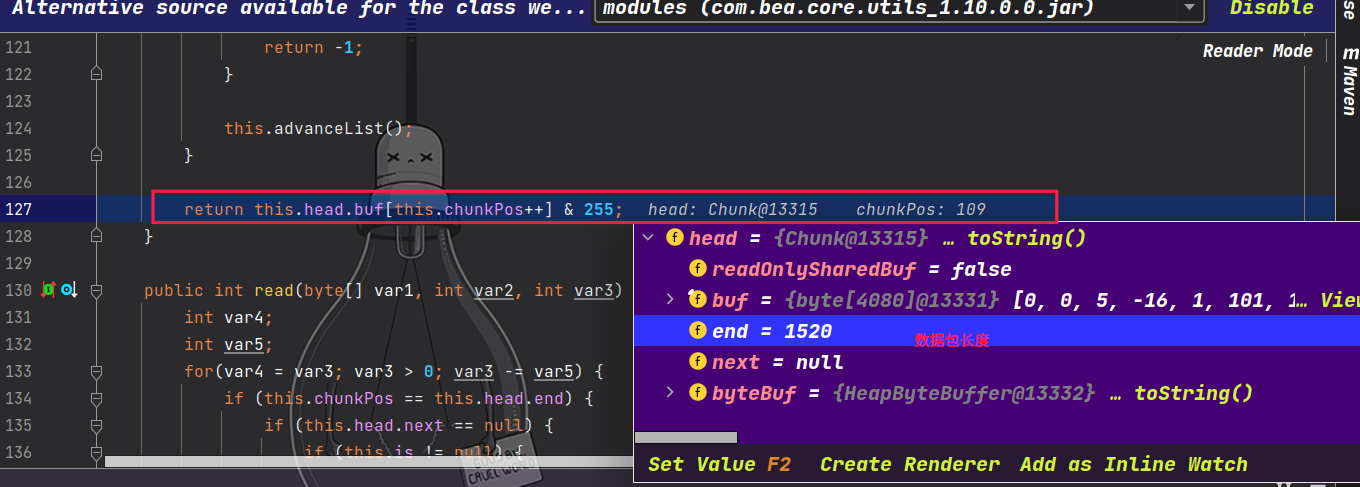 Alternative source available for the class we... modules (com.bea.core.utils_1.10.0.0.jar) Disable
se
Reader Mode
m Maven
121 return -1;
122 }
123
124 this.advanceList();
125 }
126
127 return this.head.buf[this.chunkPos++] & 255; head: Chunk@13315 chunkPos: 109
128 }
129
130 public int read(byte[] var1, int var2, int var3)
131 int var4;
132 int var5;
133 for(var4 = var3; var3 > 0; var3 -= var5) {
134 if (this.chunkPos == this.head.end) {
135 if (this.head.next == null) {
136 if (this.is != null) {
head = {Chunk@13315} … toString()
readOnlySharedBuf = false
buf = {byte[4080]@13331} [0, 0, 5, -16, 1, 101, 1… View
end = 1520
数据包长度
next = null
byteBuf = {HeapByteBuffer@13332} … toString()
Set Value F2 Create Renderer Add as Inline Watch
CRUEL WORLD